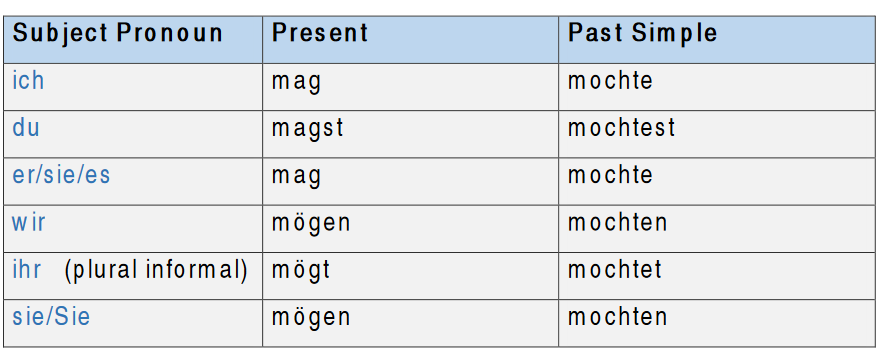 Subject Pronoun Present Past Simple
ich mag mochte
du magst mochtest
er/sie/es mag mochte
wir mögen mochten
ihr (plural informal) mögt mochtet
sie/Sie mögen mochten